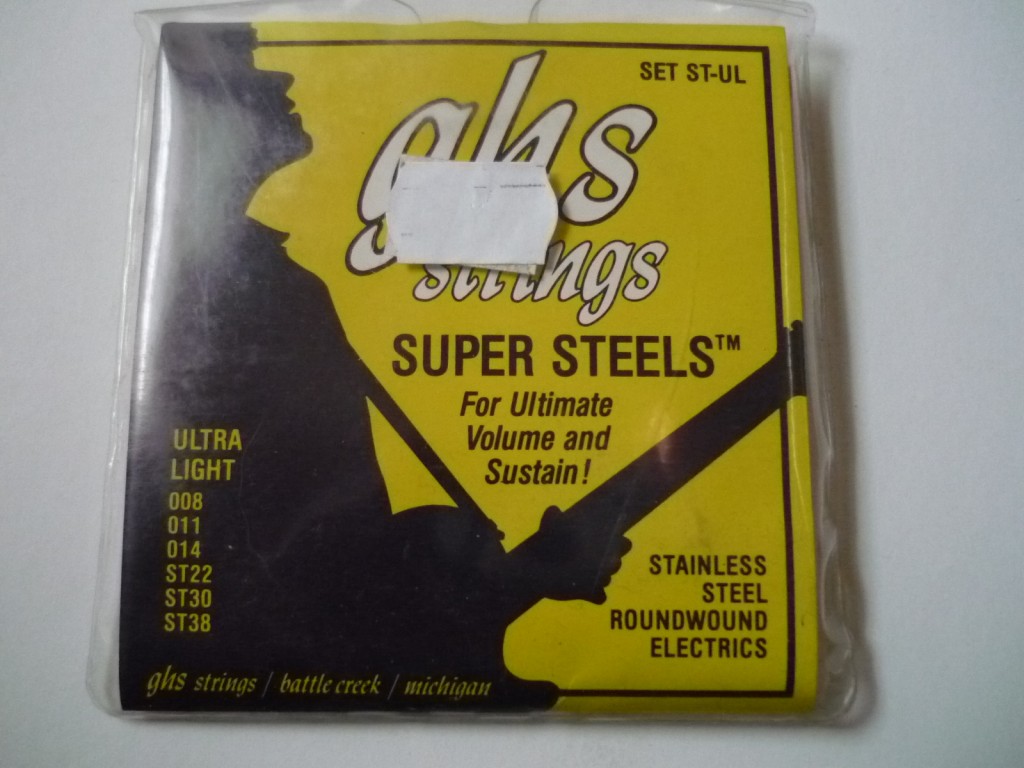 SET ST-UL
ghs
strings
SUPER STEELS™
For Ultimate
Volume and
Sustain!
ULTRA
LIGHT
008
011
014
ST22
ST30
ST38
STAINLESS
STEEL
ROUNDWOUND
ELECTRICS
ghs strings / battle creek / michigan